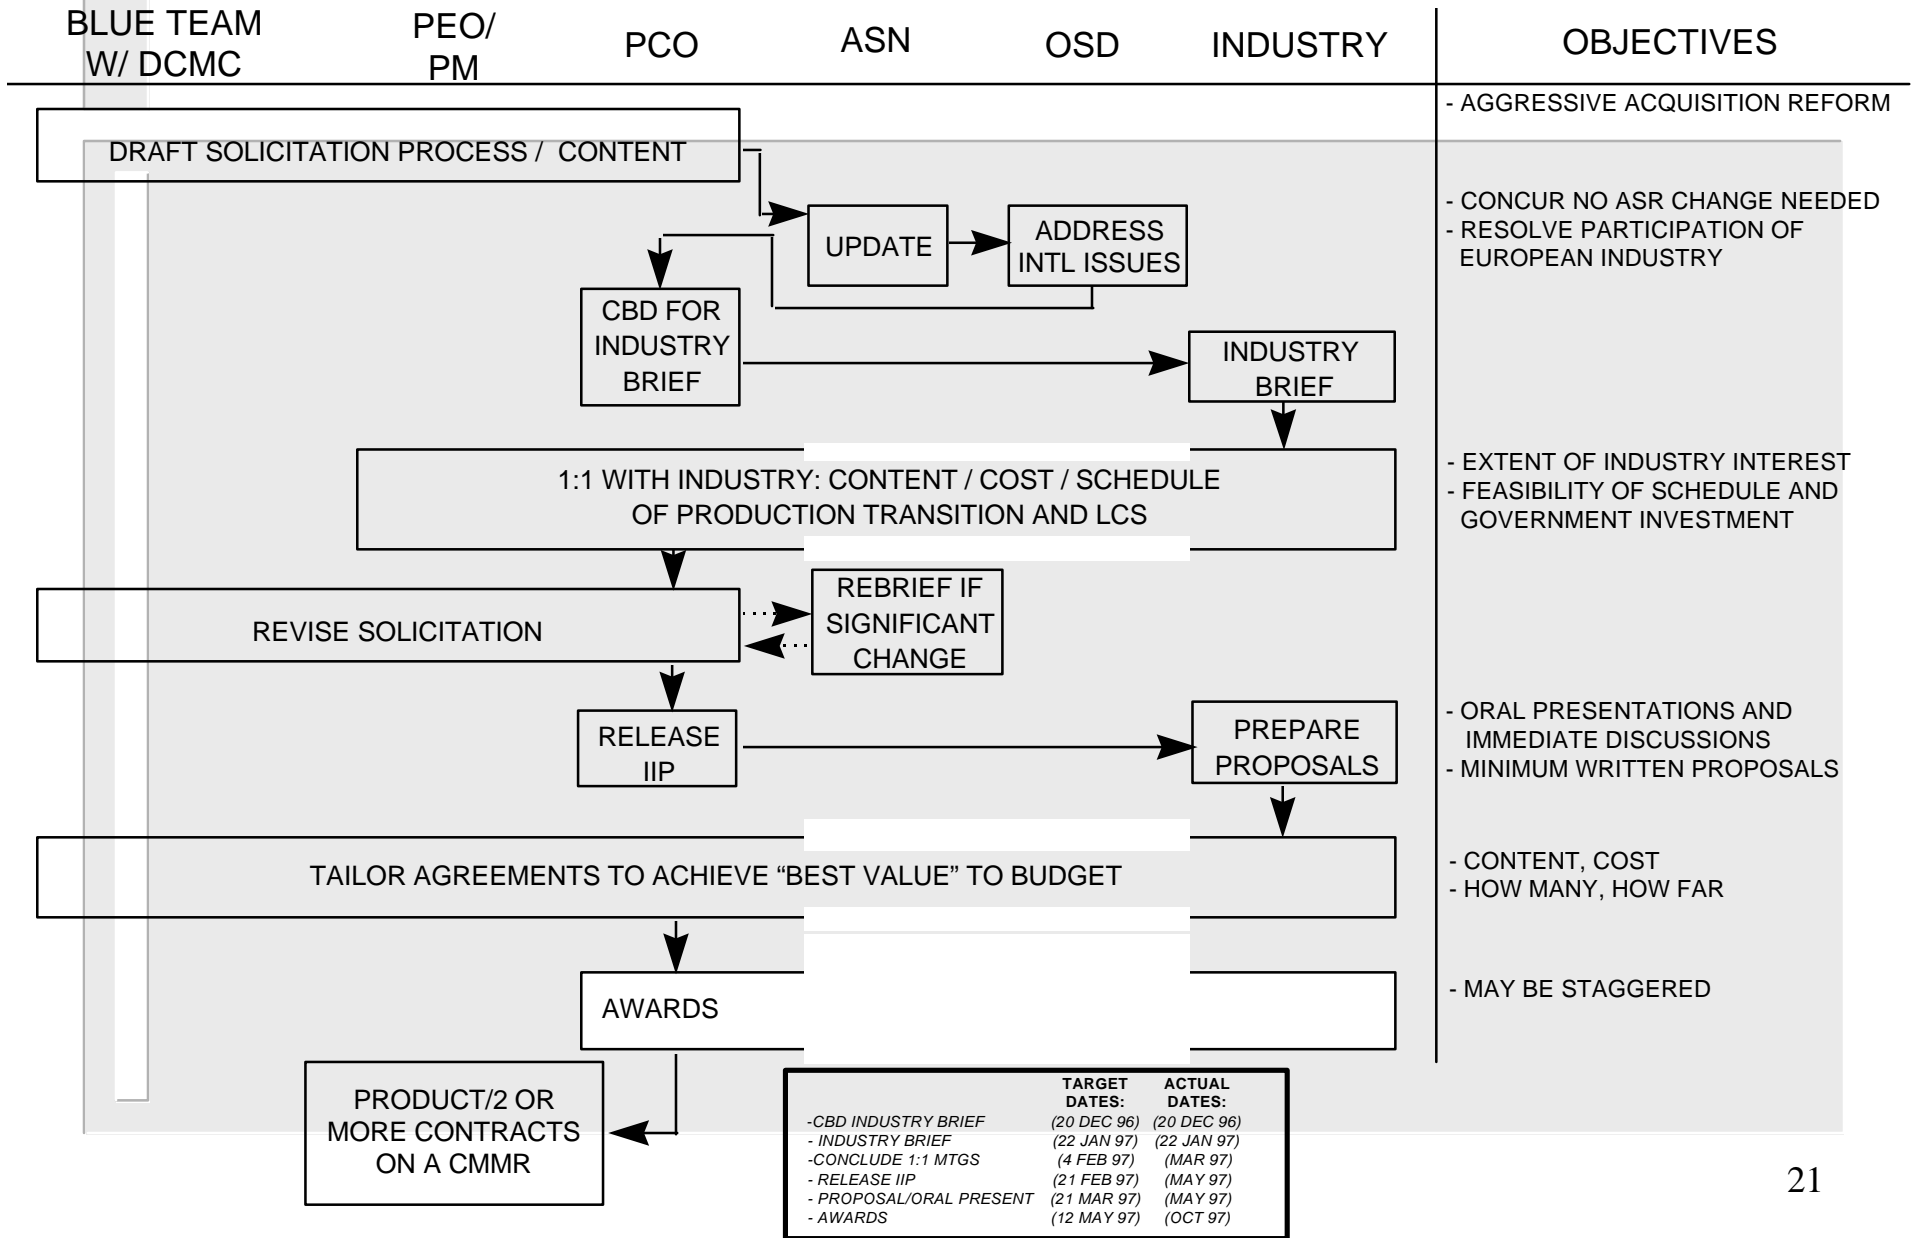 BLUE TEAM
W/ DCMC
PEO/
PM
PCO
ASN
OSD
INDUSTRY
OBJECTIVES
- AGGRESSIVE ACQUISITION REFORM
DRAFT SOLICITATION PROCESS / CONTENT
UPDATE
ADDRESS
INTL ISSUES
- CONCUR NO ASR CHANGE NEEDED
- RESOLVE PARTICIPATION OF
EUROPEAN INDUSTRY
CBD FOR
INDUSTRY
BRIEF
INDUSTRY
BRIEF
1:1 WITH INDUSTRY: CONTENT / COST / SCHEDULE
OF PRODUCTION TRANSITION AND LCS
- EXTENT OF INDUSTRY INTEREST
- FEASIBILITY OF SCHEDULE AND
GOVERNMENT INVESTMENT
REVISE SOLICITATION
REBRIEF IF
SIGNIFICANT
CHANGE
RELEASE
IIP
PREPARE
PROPOSALS
- ORAL PRESENTATIONS AND
IMMEDIATE DISCUSSIONS
- MINIMUM WRITTEN PROPOSALS
TAILOR AGREEMENTS TO ACHIEVE “BEST VALUE” TO BUDGET
- CONTENT, COST
- HOW MANY, HOW FAR
AWARDS
- MAY BE STAGGERED
PRODUCT/2 OR
MORE CONTRACTS
ON A CMMR
TARGET ACTUAL
DATES: DATES:
-CBD INDUSTRY BRIEF (20 DEC 96) (20 DEC 96)
- INDUSTRY BRIEF (22 JAN 97) (22 JAN 97)
-CONCLUDE 1:1 MTGS (4 FEB 97) (MAR 97)
- RELEASE IIP (21 FEB 97) (MAY 97)
- PROPOSAL/ORAL PRESENT (21 MAR 97) (MAY 97)
- AWARDS (12 MAY 97) (OCT 97)
21